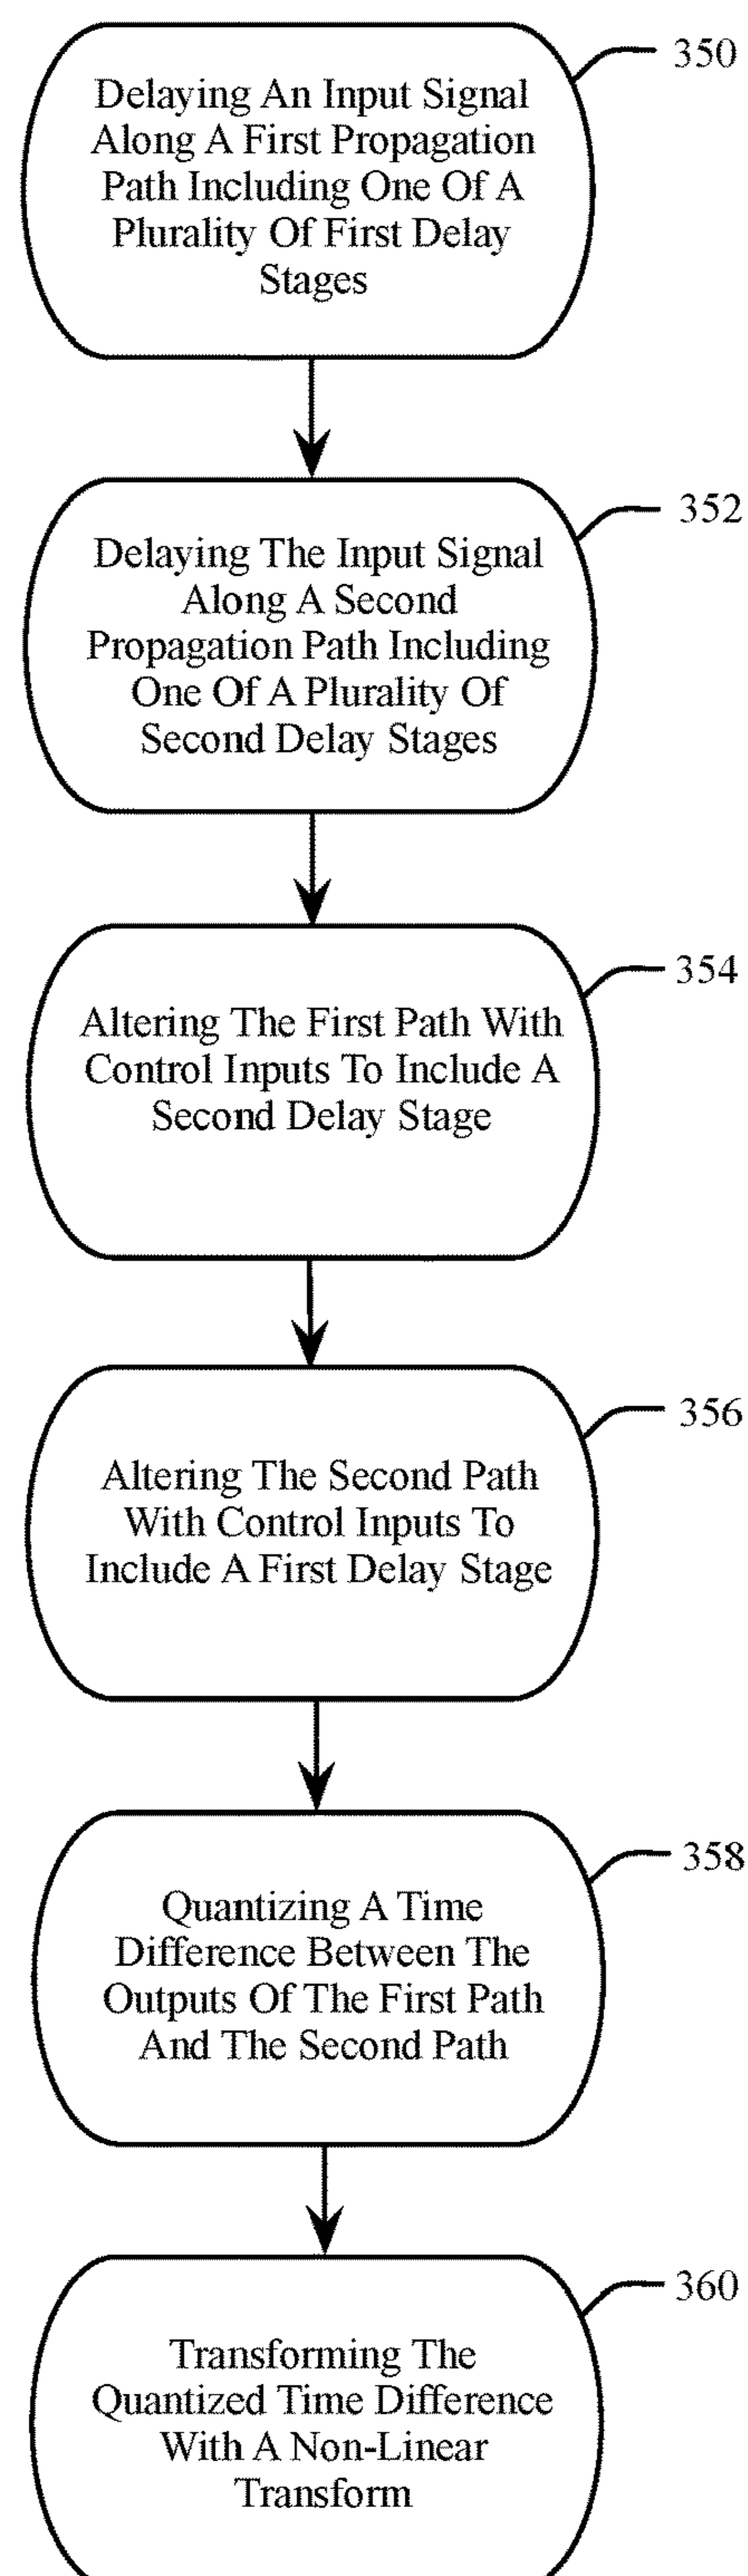 350
Delaying An Input Signal
Along A First Propagation
Path Including One Of A
Plurality Of First Delay
Stages
352
Delaying The Input Signal
Along A Second
Propagation Path Including
One Of A Plurality Of
Second Delay Stages
354
Altering The First Path With
Control Inputs To Include A
Second Delay Stage
356
Altering The Second Path
With Control Inputs To
Include A First Delay Stage
358
Quantizing A Time
Difference Between The
Outputs Of The First Path
And The Second Path
360
Transforming The
Quantized Time Difference
With A Non-Linear
Transform